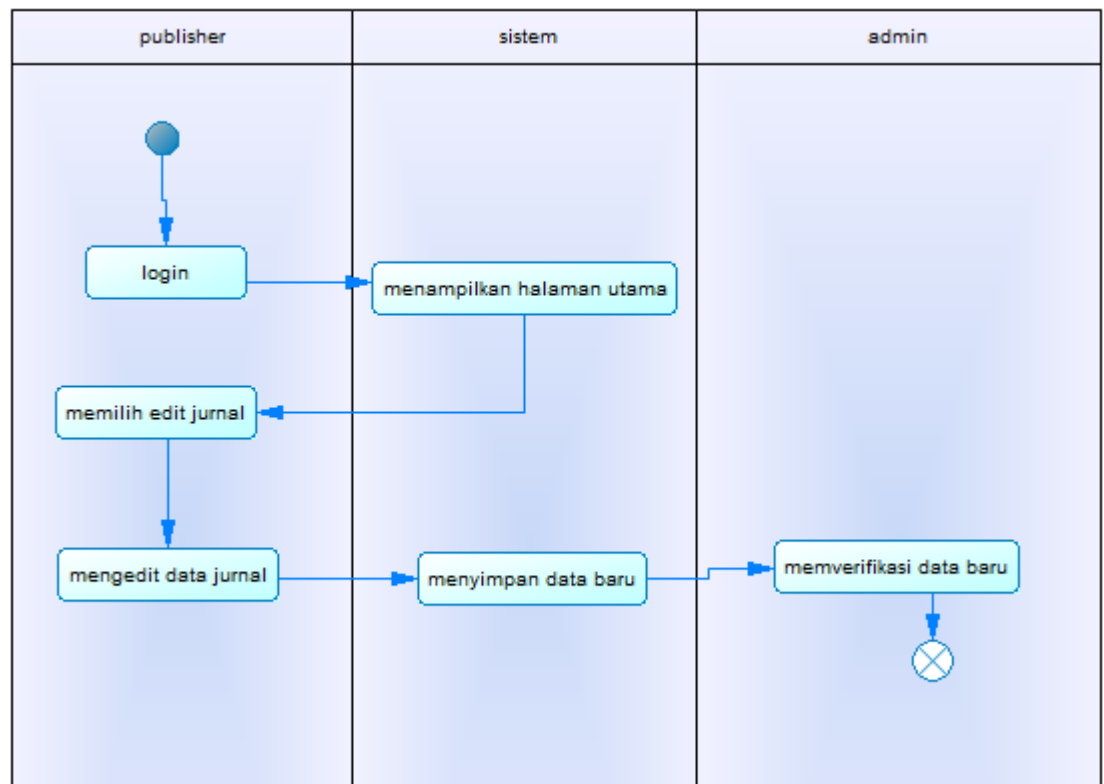 publisher
sistem
admin
login
menampilkan halaman utama
memilih edit jurnal
mengedit data jurnal
menyimpan data baru
memverifikasi data baru